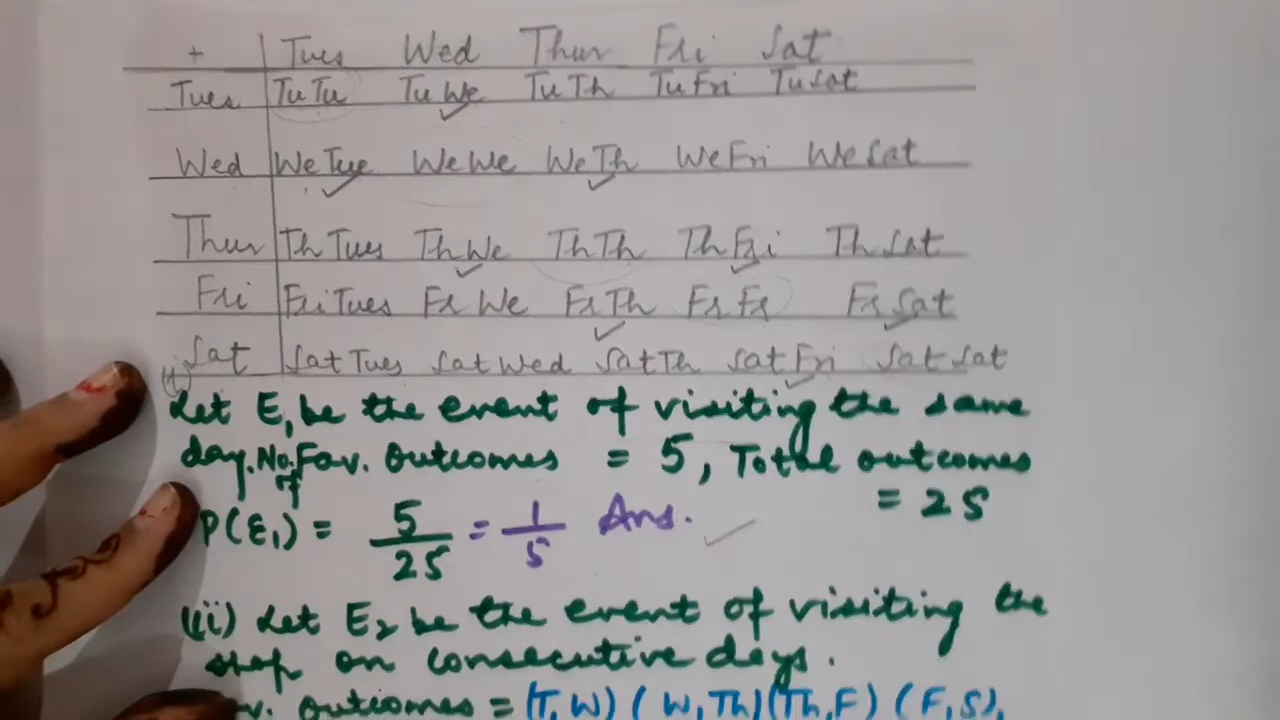 + Tues Wed Thur Fri Sat
Tues TuTu TuWe TuTh TuFri TuSat
Wed WeTue WeWe WeTh WeFri WeSat
Thur ThTues ThWe ThTh ThFri ThSat
Fri FriTues FrWe FrTh FrFr FrSat
Sat SatTues SatWed SatTh SatFri SatSat
(i)
Let E₁ be the event of visiting the same
day. No. of Fav. outcomes = 5, Total outcomes
= 25
P(E₁) = 5/25 = 1/5 Ans.
(ii) Let E₂ be the event of visiting the
shop on consecutive days.
outcomes = (T,W) (W,Th) (Th,F) (F,S),